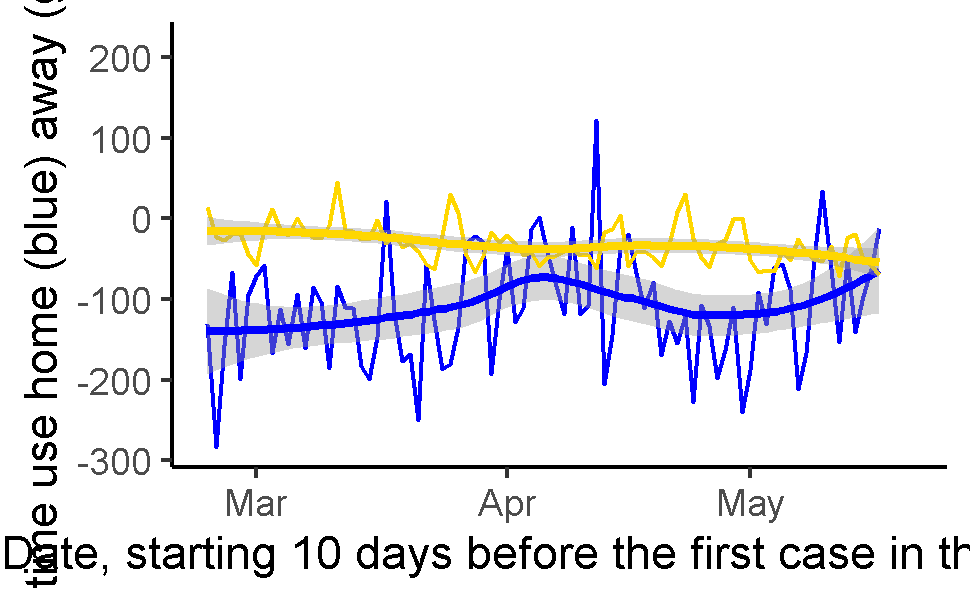 time use home (blue) away (
200
100
0
-100
-200
-300
Mar Apr May
Date, starting 10 days before the first case in th